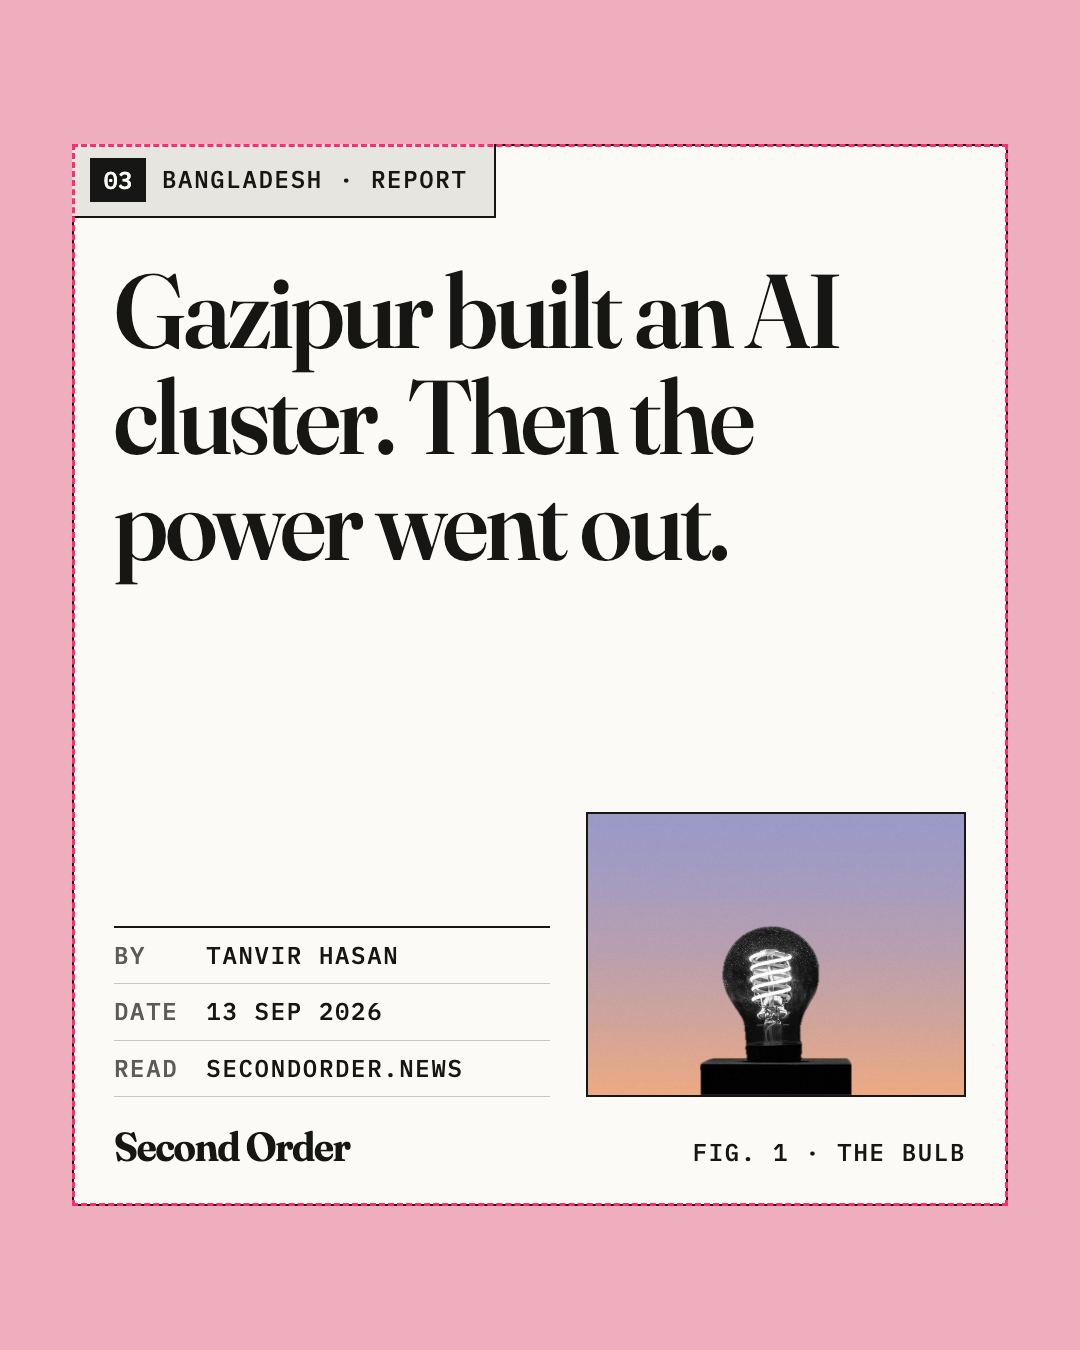 03 BANGLADESH · REPORT
Gazipur built an AI
cluster. Then the
power went out.
BY TANVIR HASAN
DATE 13 SEP 2026
READ SECONDORDER.NEWS
Second Order
FIG. 1 · THE BULB